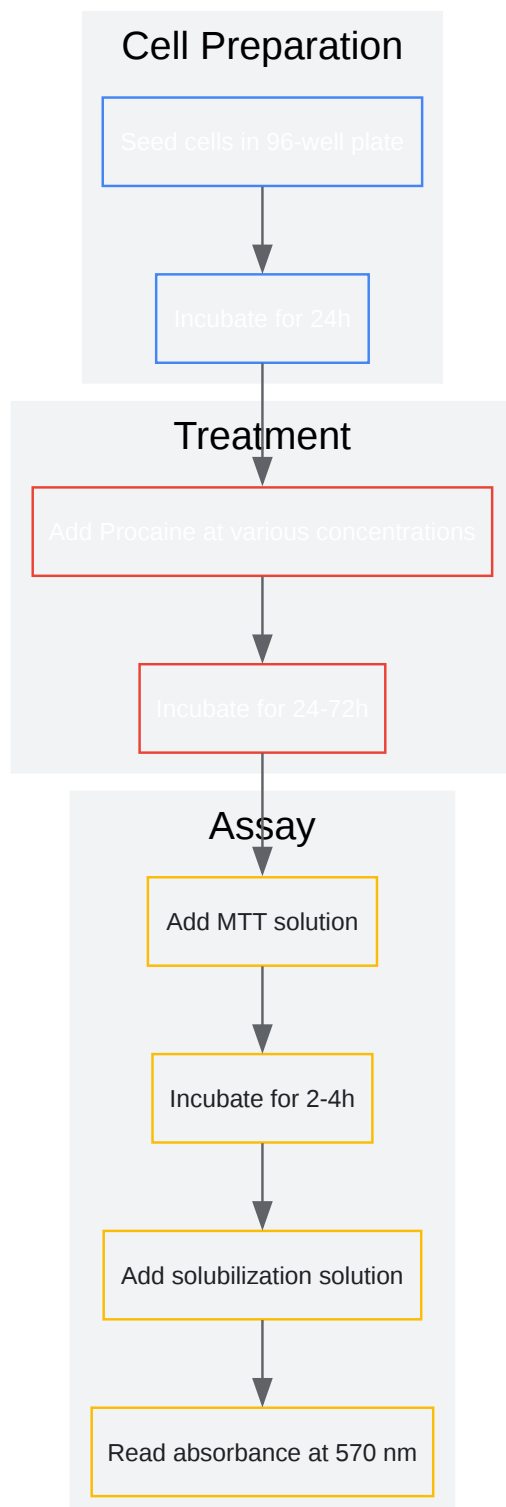 Cell Preparation
Seed cells in 96-well plate
Incubate for 24h
Treatment
Add Procaine at various concentrations
Incubate for 24-72h
Assay
Add MTT solution
Incubate for 2-4h
Add solubilization solution
Read absorbance at 570 nm